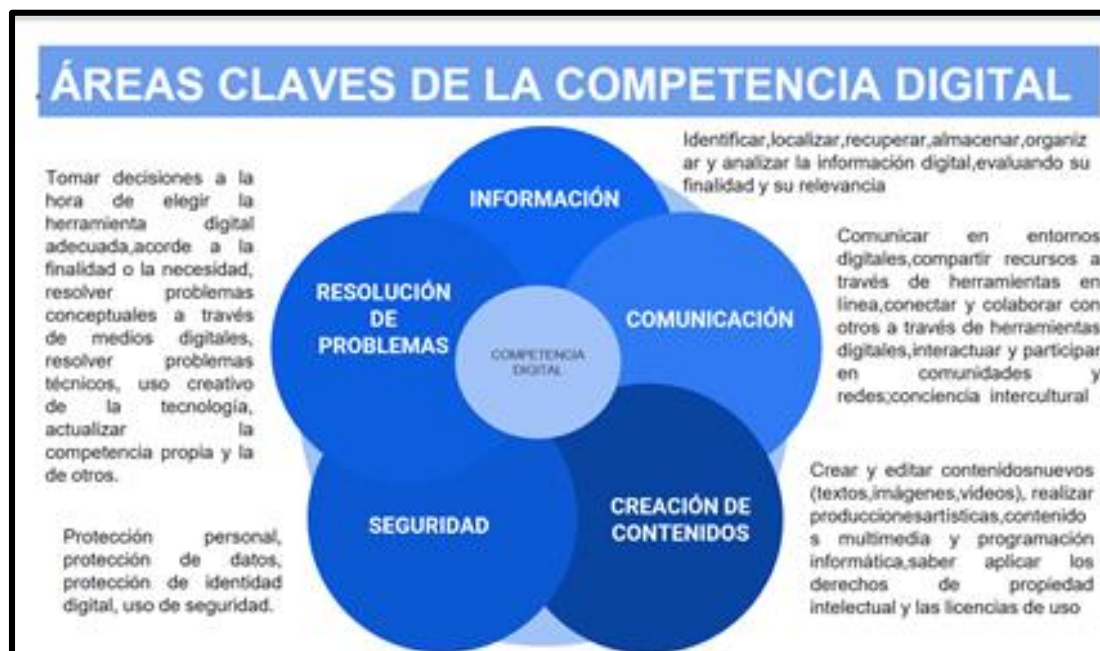 ÁREAS CLAVES DE LA COMPETENCIA DIGITAL
Identificar,localizar,recuperar,almacenar,organiz
ar y analizar la información digital,evaluando su
finalidad y su relevancia
INFORMACIÓN
Tomar decisiones a la
hora de elegir la
herramienta digital
adecuada,acorde a la
finalidad o la necesidad,
resolver problemas
conceptuales a través
de medios digitales,
resolver problemas
técnicos, uso creativo
de la tecnología,
actualizar la
competencia propia y la
de otros.
RESOLUCIÓN
DE
PROBLEMAS
COMPETENCIA
DIGITAL
COMUNICACIÓN
Comunicar en entornos
digitales,compartir recursos a
través de herramientas en
línea,conectar y colaborar con
otros a través de herramientas
digitales,interactuar y participar
en comunidades y
redes;conciencia intercultural
Protección personal,
protección de datos,
protección de identidad
digital, uso de seguridad.
SEGURIDAD
CREACIÓN DE
CONTENIDOS
Crear y editar contenidosnuevos
(textos,imágenes,videos), realizar
produccionesartísticas,contenido
s multimedia y programación
informática,saber aplicar los
derechos de propiedad
intelectual y las licencias de uso